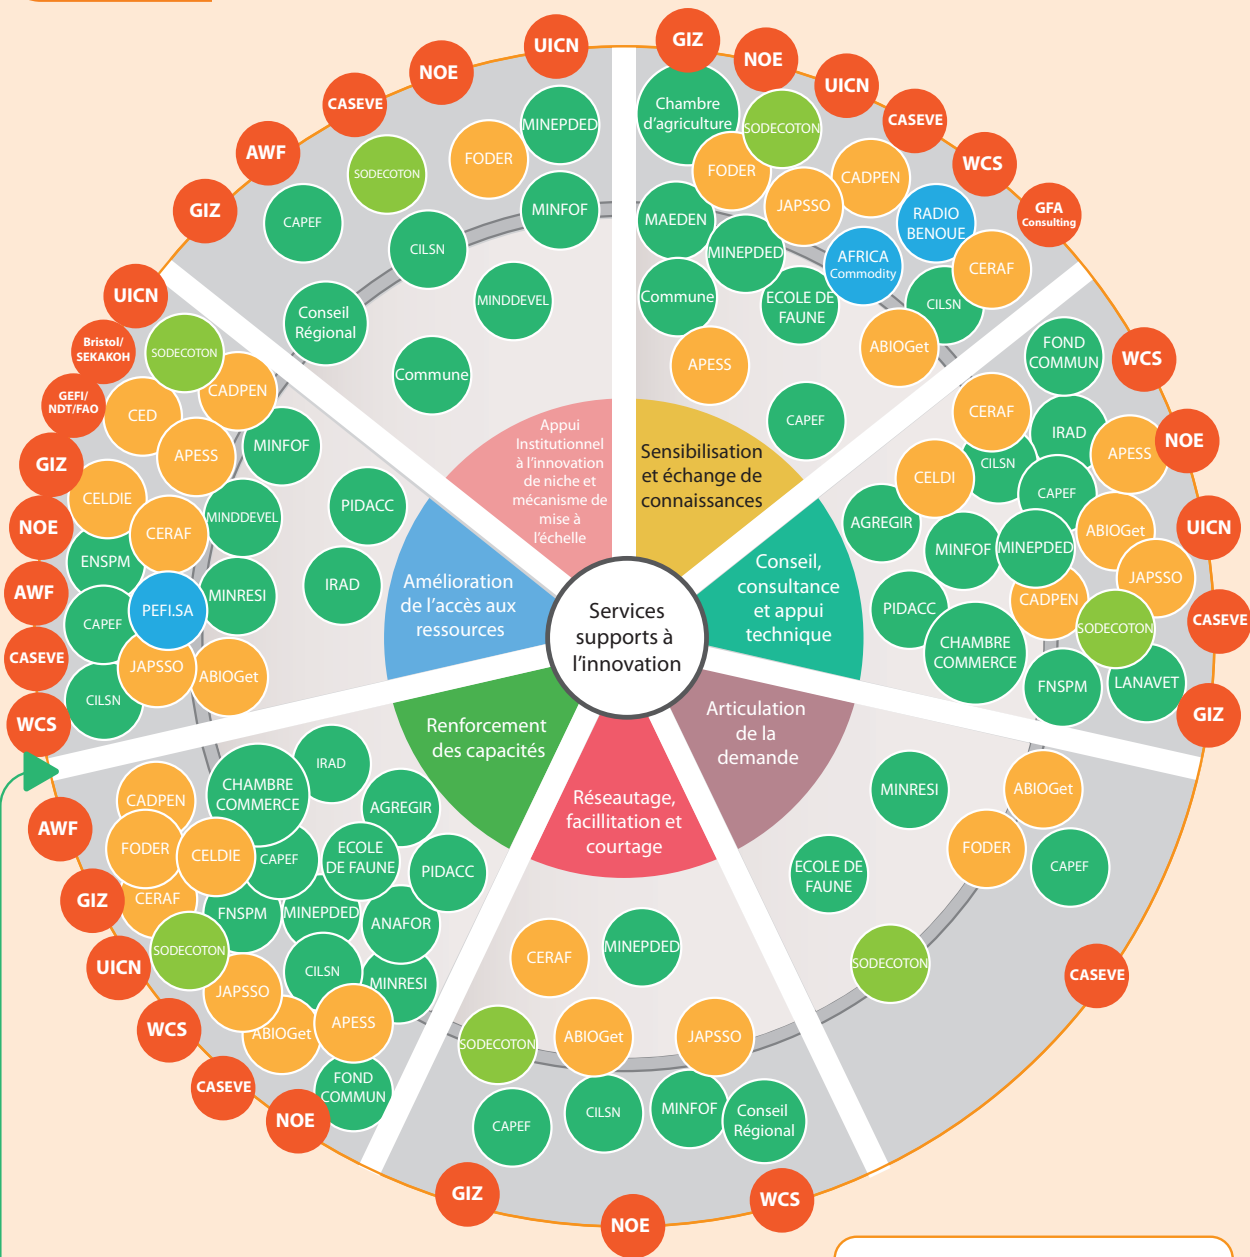 UICN
MINEPDED
NOE
FODER
MINFOF
CASEVE
SODECOTON
AWF
CAPEF
CILSN
GIZ
Conseil
Régional
MINDDEVEL
Commune
Appui
Institutionnel
à l’innovation
de niche et
mécanisme de
mise à
l’échelle
GIZ
NOE
UICN
CASEVE
WCS
GFA
Consulting
Chambre
d’agriculture
SODECOTON
FODER
CADPEN
JAPSSO
RADIO
BENOUE
MAEDEN
MINEPDED
AFRICA
Commodity
CERAF
Commune
ECOLE DE
FAUNE
CILSN
ABIOGet
APESS
CAPEF
Sensibilisation
et échange de
connaissances
FOND
COMMUN
WCS
CERAF
IRAD
APESS
NOE
CILSN
CELDI
CAPEF
AGREGIR
ABIOGet
UICN
MINFOF
MINEPDED
JAPSSO
PIDACC
CADPEN
SODECOTON
CASEVE
CHAMBRE
COMMERCE
FNSPM
LANAVET
GIZ
Conseil,
consultance
et appui
technique
Services
supports à
l’innovation
Articulation
de la
demande
MINRESI
ABIOGet
FODER
CAPEF
ECOLE DE
FAUNE
SODECOTON
CASEVE
Réseautage,
facillitation et
courtage
CERAF
MINEPDED
SODECOTON
ABIOGet
JAPSSO
CAPEF
CILSN
MINFOF
Conseil
Régional
GIZ
NOE
WCS
Renforcement
des capacités
IRAD
CHAMBRE
COMMERCE
AGREGIR
CADPEN
FODER
CELDIE
CAPEF
ECOLE
DE FAUNE
PIDACC
CERAF
FNSPM
MINEPDED
ANAFOR
SODECOTON
CILSN
MINRESI
JAPSSO
ABIOGet
APESS
FOND
COMMUN
AWF
GIZ
UICN
WCS
CASEVE
NOE
Amélioration
de l’accès aux
ressources
UICN
Bristol/
SEKAKOH
SODECOTON
GEFI/
NDT/FAO
CED
CADPEN
MINFOF
APESS
GIZ
CELDIE
PIDACC
MINDDEVEL
NOE
CERAF
ENSPM
IRAD
AWF
MINRESI
PEFI.SA
CAPEF
CASEVE
JAPSSO
ABIOGet
CILSN
WCS